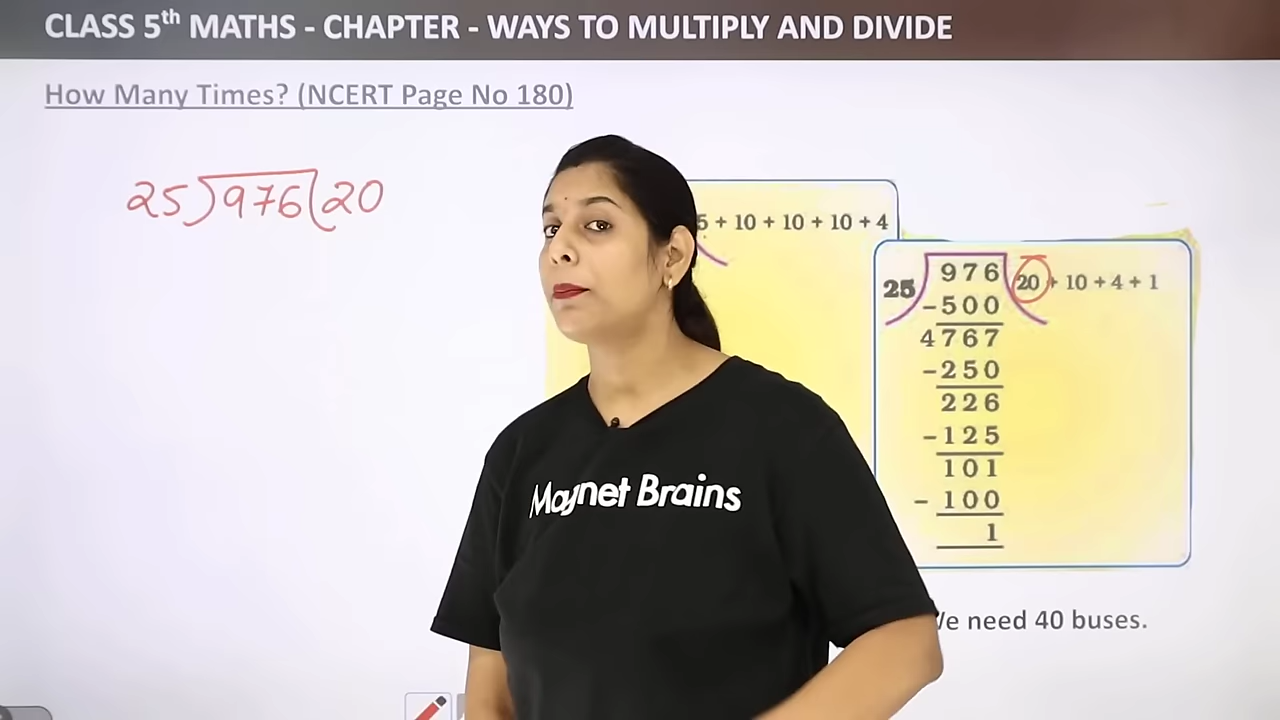 CLASS 5th MATHS - CHAPTER - WAYS TO MULTIPLY AND DIVIDE
How Many Times? (NCERT Page No 180)
25)976(20
5 + 10 + 10 + 10 + 4
25)976(20 + 10 + 4 + 1
-500
4767
-250
226
-125
101
- 100
1
Magnet Brains
need 40 buses.